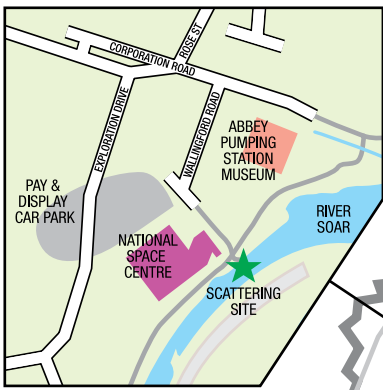 ROSE ST
CORPORATION ROAD
EXPLORATION DRIVE
WALLINGFORD ROAD
ABBEY
PUMPING
STATION
MUSEUM
PAY &
DISPLAY
CAR PARK
RIVER
SOAR
NATIONAL
SPACE
CENTRE
SCATTERING
SITE